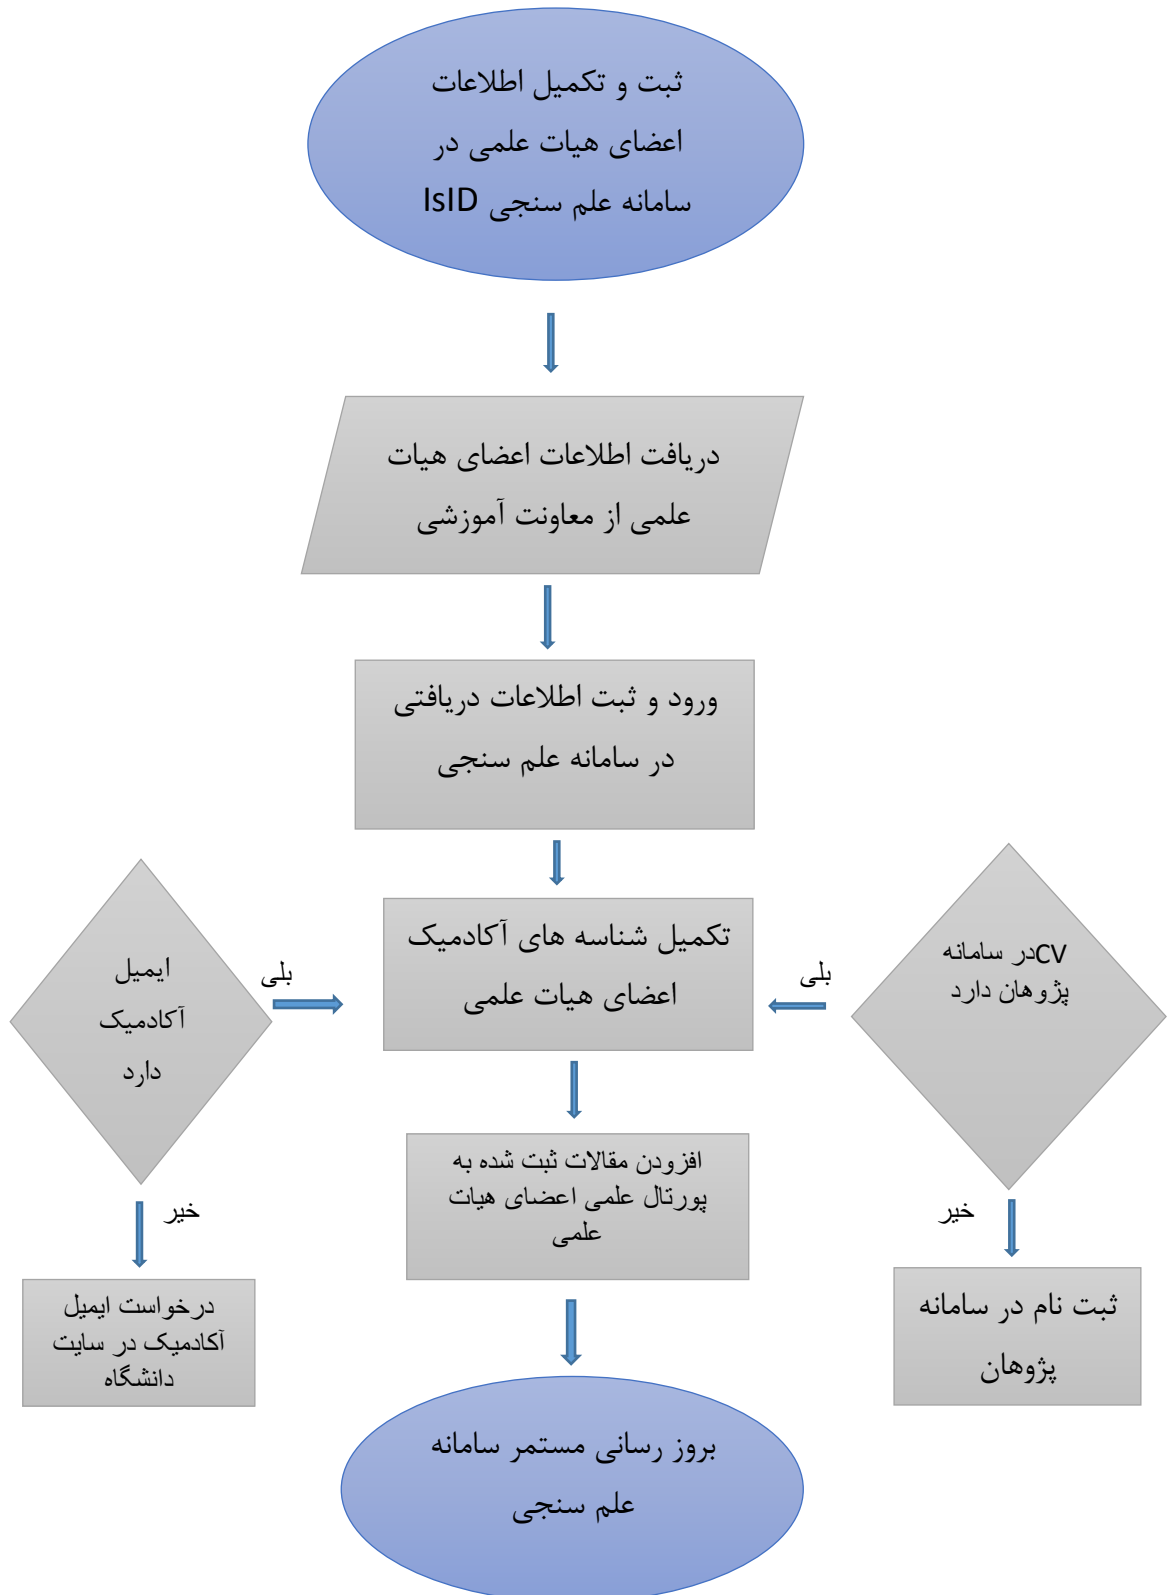 ثبت و تکمیل اطلاعات
اعضای هیات علمی در
سامانه علم سنجی IsID
دریافت اطلاعات اعضای هیات
علمی از معاونت آموزشی
ورود و ثبت اطلاعات دریافتی
در سامانه علم سنجی
تکمیل شناسه های آکادمیک
اعضای هیات علمی
CVدر سامانه
پژوهان دارد
بلی
خیر
ثبت نام در سامانه
پژوهان
ایمیل
آکادمیک
دارد
بلی
خیر
درخواست ایمیل
آکادمیک در سایت
دانشگاه
افزودن مقالات ثبت شده به
پورتال علمی اعضای هیات
علمی
بروز رسانی مستمر سامانه
علم سنجی